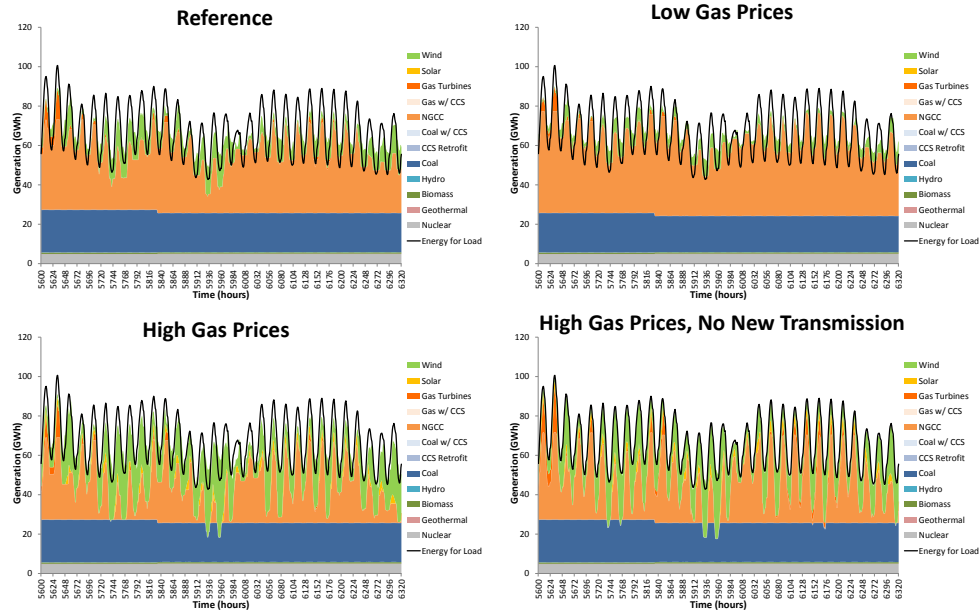 Reference
Generation (GWh)
120
100
80
60
40
20
0
5600 5624 5648 5672 5696 5720 5744 5768 5792 5816 5840 5864 5888 5912 5936 5960 5984 6008 6032 6056 6080 6104 6128 6152 6176 6200 6224 6248 6272 6296 6320
Time (hours)
Wind
Solar
Gas Turbines
Gas w/ CCS
NGCC
Coal w/ CCS
CCS Retrofit
Coal
Hydro
Biomass
Geothermal
Nuclear
Energy for Load
Low Gas Prices
Generation (GWh)
120
100
80
60
40
20
0
5600 5624 5648 5672 5696 5720 5744 5768 5792 5816 5840 5864 5888 5912 5936 5960 5984 6008 6032 6056 6080 6104 6128 6152 6176 6200 6224 6248 6272 6296 6320
Time (hours)
Wind
Solar
Gas Turbines
Gas w/ CCS
NGCC
Coal w/ CCS
CCS Retrofit
Coal
Hydro
Biomass
Geothermal
Nuclear
Energy for Load
High Gas Prices
Generation (GWh)
120
100
80
60
40
20
0
5600 5624 5648 5672 5696 5720 5744 5768 5792 5816 5840 5864 5888 5912 5936 5960 5984 6008 6032 6056 6080 6104 6128 6152 6176 6200 6224 6248 6272 6296 6320
Time (hours)
Wind
Solar
Gas Turbines
Gas w/ CCS
NGCC
Coal w/ CCS
CCS Retrofit
Coal
Hydro
Biomass
Geothermal
Nuclear
Energy for Load
High Gas Prices, No New Transmission
Generation (GWh)
120
100
80
60
40
20
0
5600 5624 5648 5672 5696 5720 5744 5768 5792 5816 5840 5864 5888 5912 5936 5960 5984 6008 6032 6056 6080 6104 6128 6152 6176 6200 6224 6248 6272 6296 6320
Time (hours)
Wind
Solar
Gas Turbines
Gas w/ CCS
NGCC
Coal w/ CCS
CCS Retrofit
Coal
Hydro
Biomass
Geothermal
Nuclear
Energy for Load